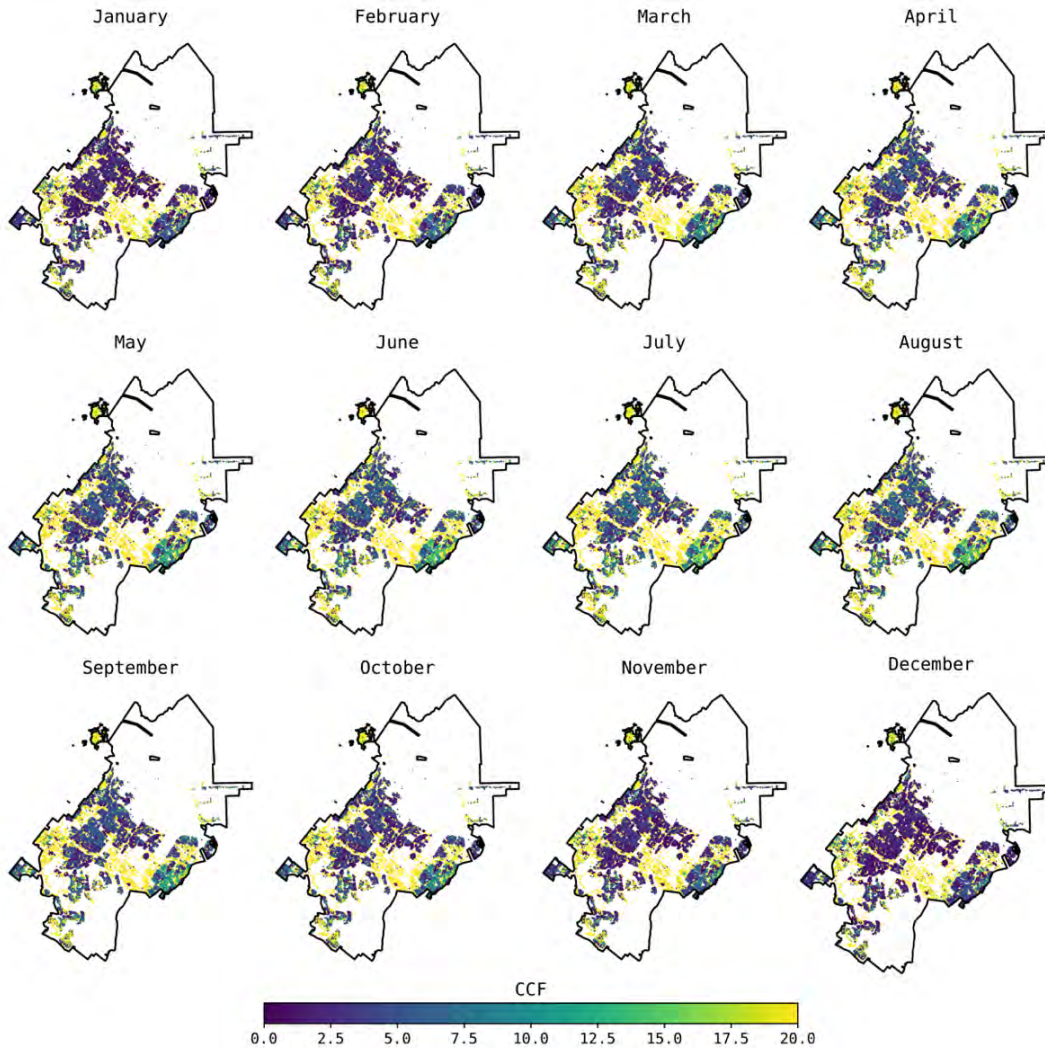 January February March April
May June July August
September October November December
CCF
0.0 2.5 5.0 7.5 10.0 12.5 15.0 17.5 20.0